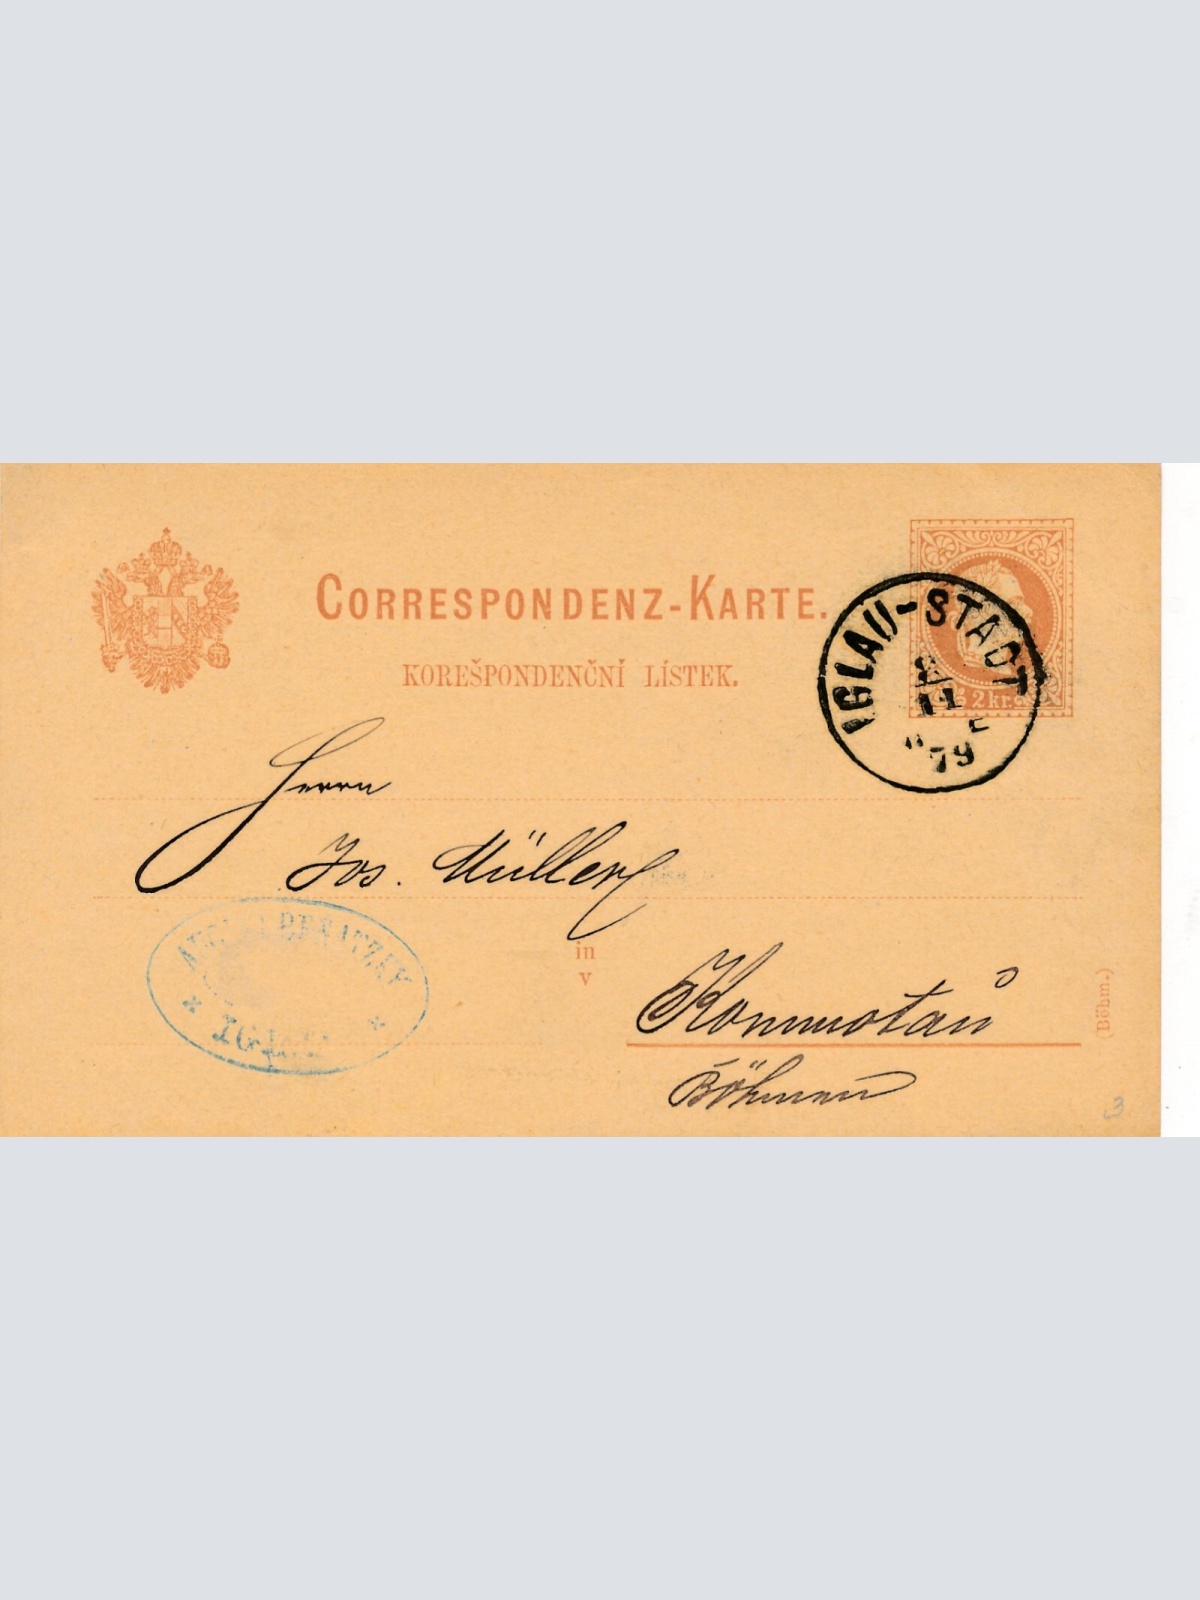 CORRESPONDENZ-KARTE.
KOREŠPONDENČNÍ LÍSTEK.
2 kr.
IGLAU-STADT
11
79
Herrn
Jos. Müller
in
v
Kommotau
Böhmen
(Böhm.)
IGLAU
3